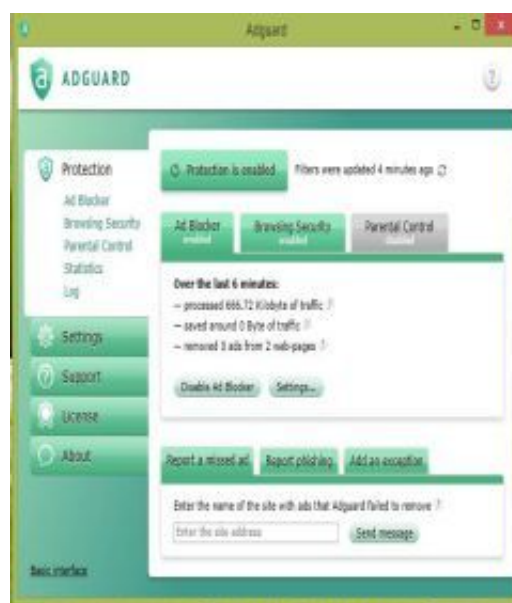 Adguard
ADGUARD
Protection
Ad Blocker
Browsing Security
Parental Control
Statistics
Log
Settings
Support
License
About
Basic interface
Protection is enabled
Filters were updated 4 minutes ago
Ad Blocker
enabled
Browsing Security
enabled
Parental Control
disabled
Over the last 6 minutes:
– processed 666.72 Kilobyte of traffic ?
– saved around 0 Byte of traffic ?
– removed 3 ads from 2 web-pages ?
Disable Ad Blocker
Settings...
Report a missed ad
Report phishing
Add an exception
Enter the name of the site with ads that Adguard failed to remove ?
Enter the site address
Send message